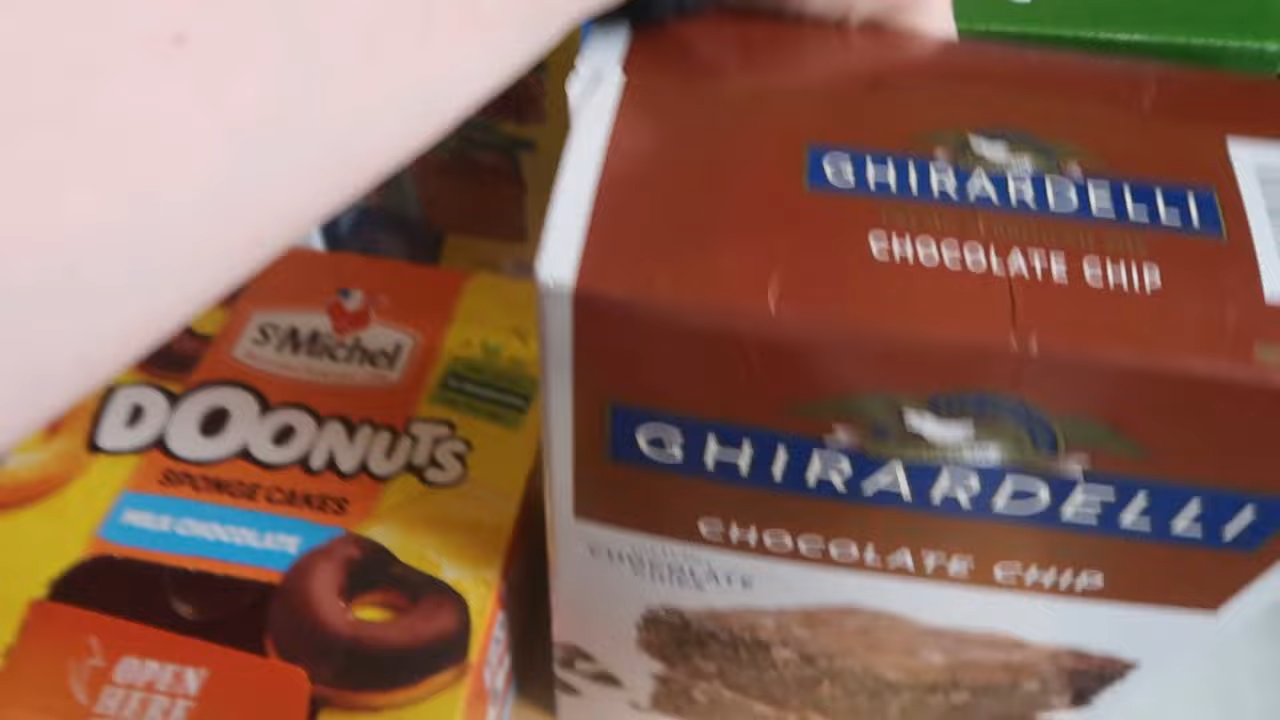 St Michel
DOONUTS
SPONGE CAKES
MILK CHOCOLATE
OPEN
HERE
GHIRARDELLI
CHOCOLATE CHIP
GHIRARDELLI
CHOCOLATE CHIP